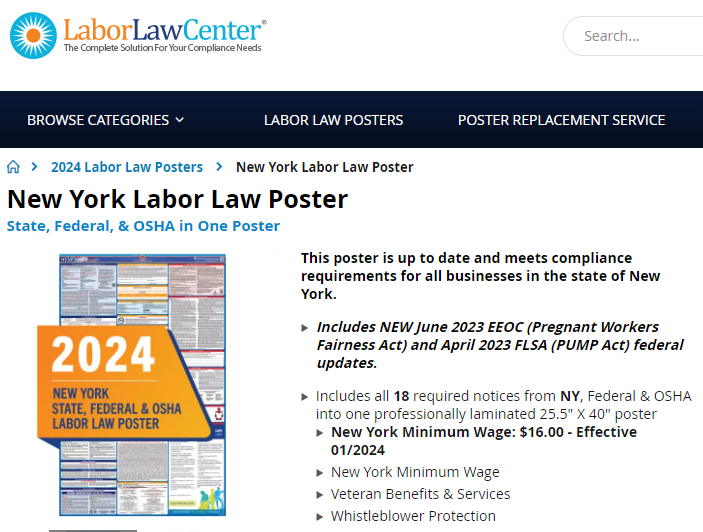 LaborLawCenter®
The Complete Solution For Your Compliance Needs
Search...
BROWSE CATEGORIES
LABOR LAW POSTERS
POSTER REPLACEMENT SERVICE
2024 Labor Law Posters
New York Labor Law Poster
New York Labor Law Poster
State, Federal, & OSHA in One Poster
2024
NEW YORK
STATE, FEDERAL & OSHA
LABOR LAW POSTER
This poster is up to date and meets compliance
requirements for all businesses in the state of New
York.
Includes NEW June 2023 EEOC (Pregnant Workers
Fairness Act) and April 2023 FLSA (PUMP Act) federal
updates.
Includes all 18 required notices from NY, Federal & OSHA
into one professionally laminated 25.5" X 40" poster
New York Minimum Wage: $16.00 - Effective
01/2024
New York Minimum Wage
Veteran Benefits & Services
Whistleblower Protection